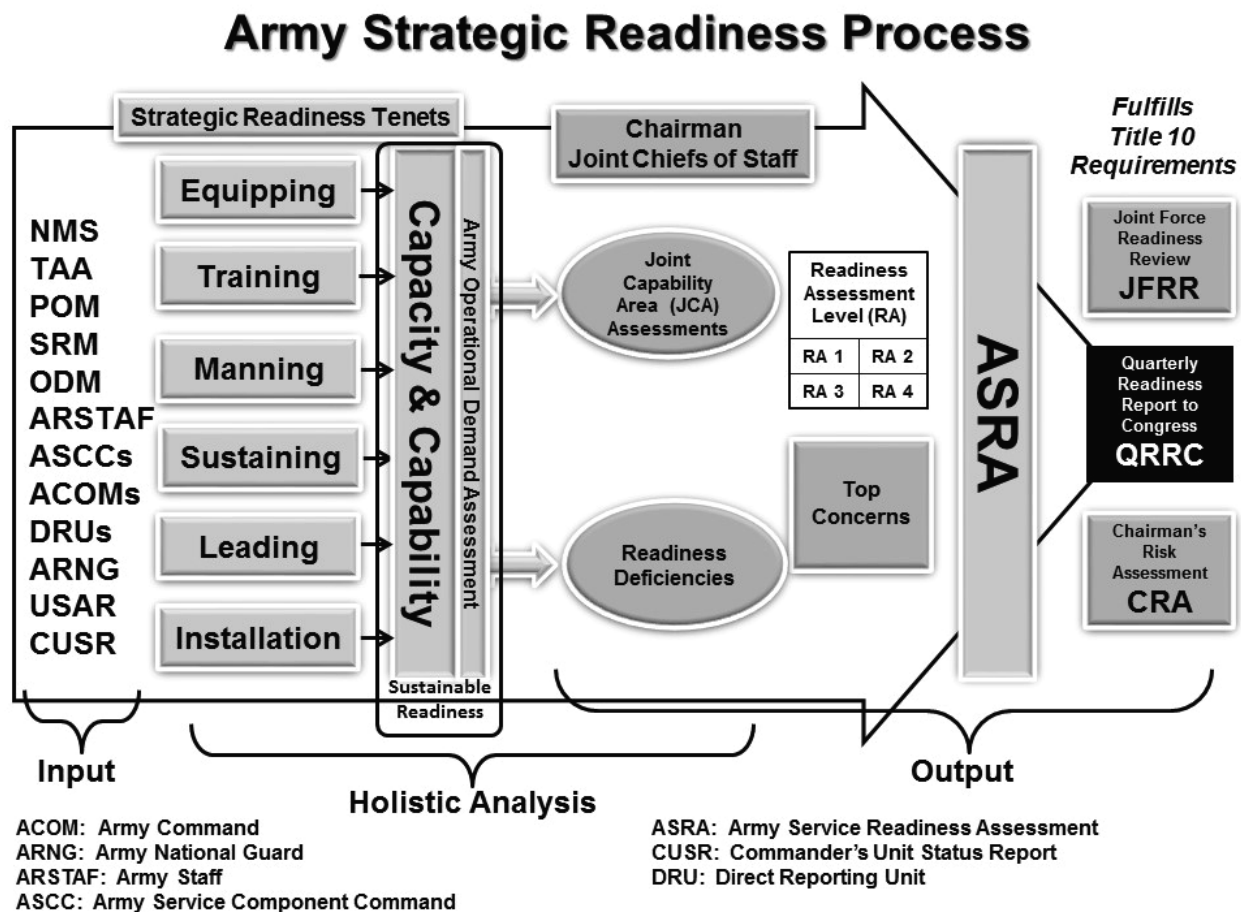 Army Strategic Readiness Process
Strategic Readiness Tenets
NMS
TAA
POM
SRM
ODM
ARSTAF
ASCCs
ACOMs
DRUs
ARNG
USAR
CUSR
Equipping
Training
Manning
Sustaining
Leading
Installation
Capacity & Capability
Army Operational Demand Assessment
Sustainable
Readiness
Chairman
Joint Chiefs of Staff
Joint
Capability
Area (JCA)
Assessments
Readiness
Deficiencies
Readiness
Assessment
Level (RA)
RA 1 RA 2
RA 3 RA 4
Top
Concerns
ASRA
Fulfills
Title 10
Requirements
Joint Force
Readiness
Review
JFRR
Quarterly
Readiness
Report to
Congress
QRRC
Chairman's
Risk
Assessment
CRA
Input
Holistic Analysis
Output
ACOM: Army Command
ARNG: Army National Guard
ARSTAF: Army Staff
ASCC: Army Service Component Command
ASRA: Army Service Readiness Assessment
CUSR: Commander's Unit Status Report
DRU: Direct Reporting Unit